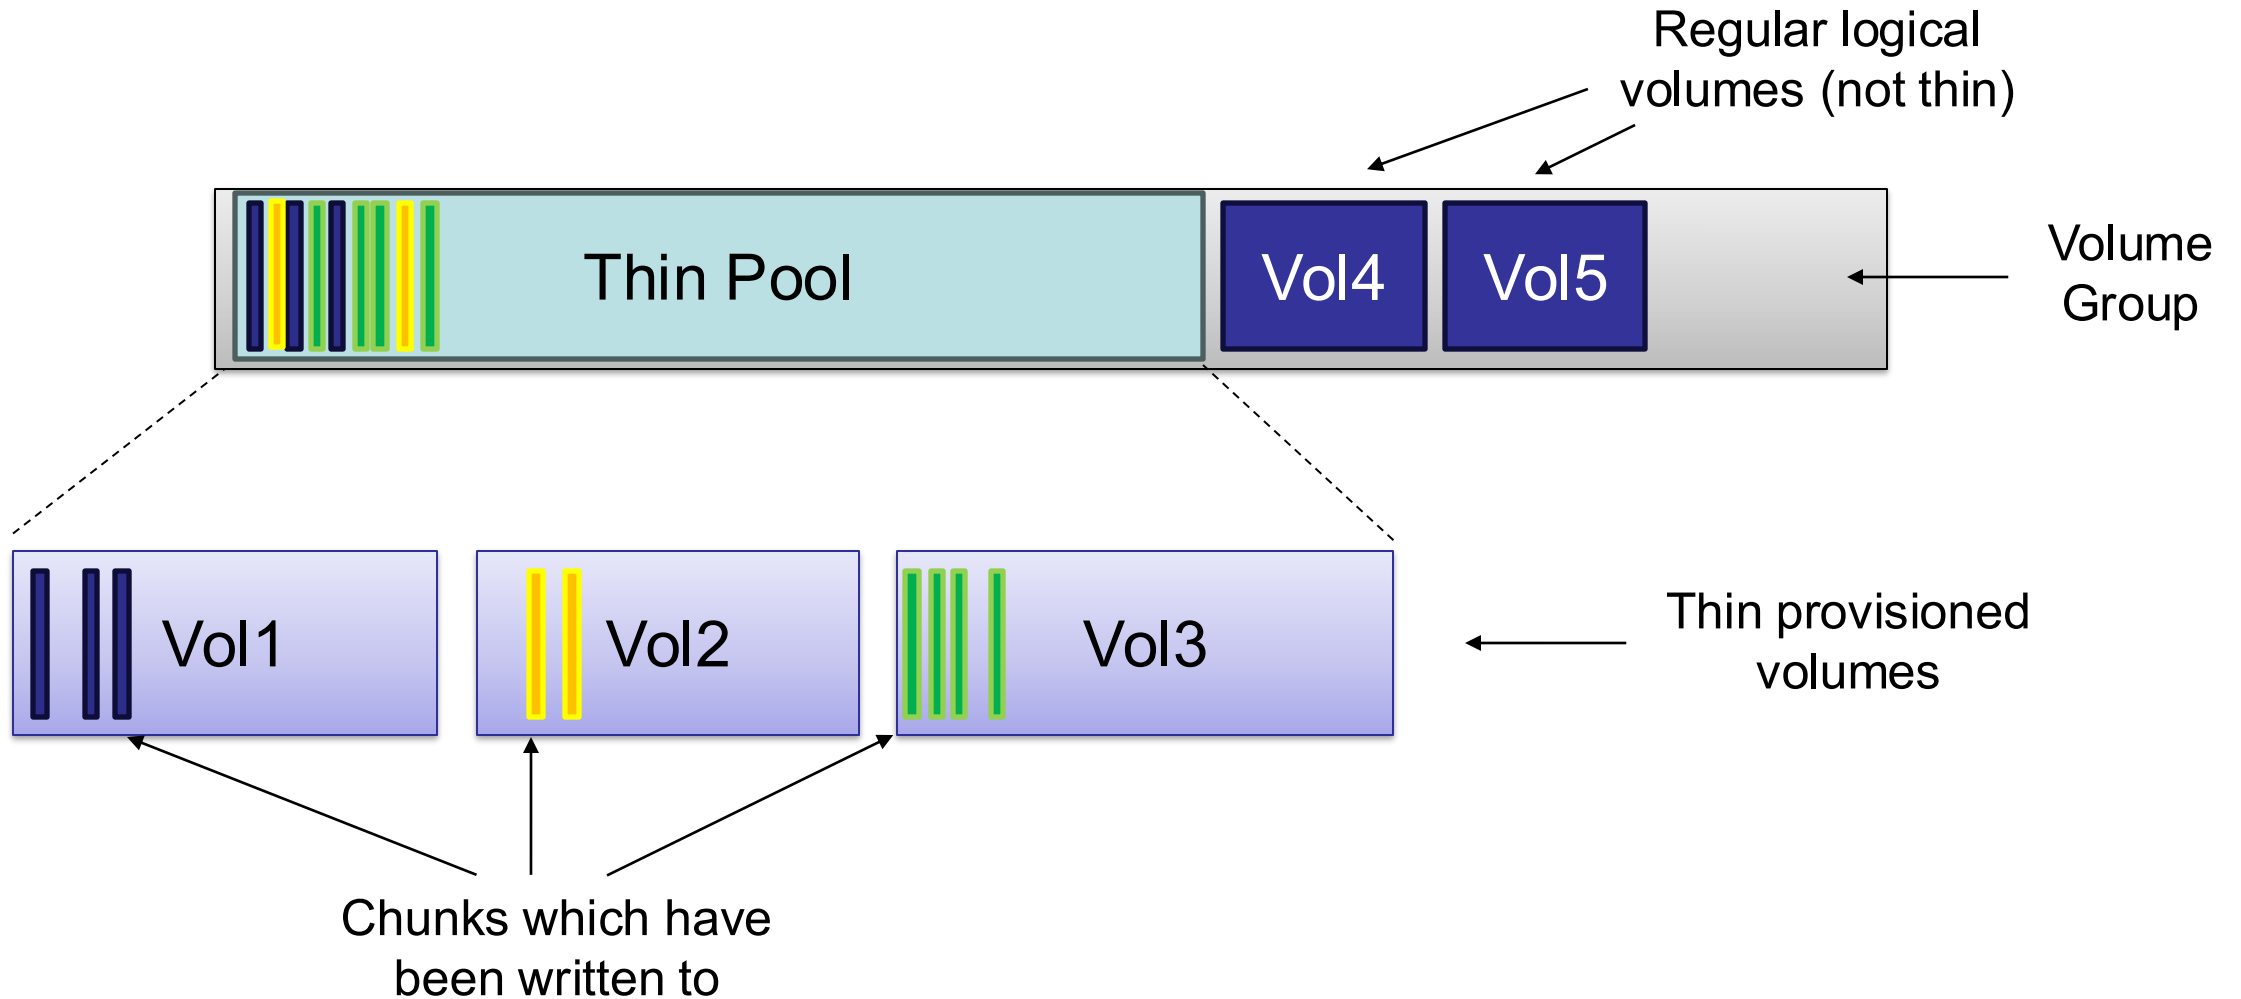 Regular logical
volumes (not thin)
Thin Pool
Vol4
Vol5
Volume
Group
Vol1
Vol2
Vol3
Thin provisioned
volumes
Chunks which have
been written to